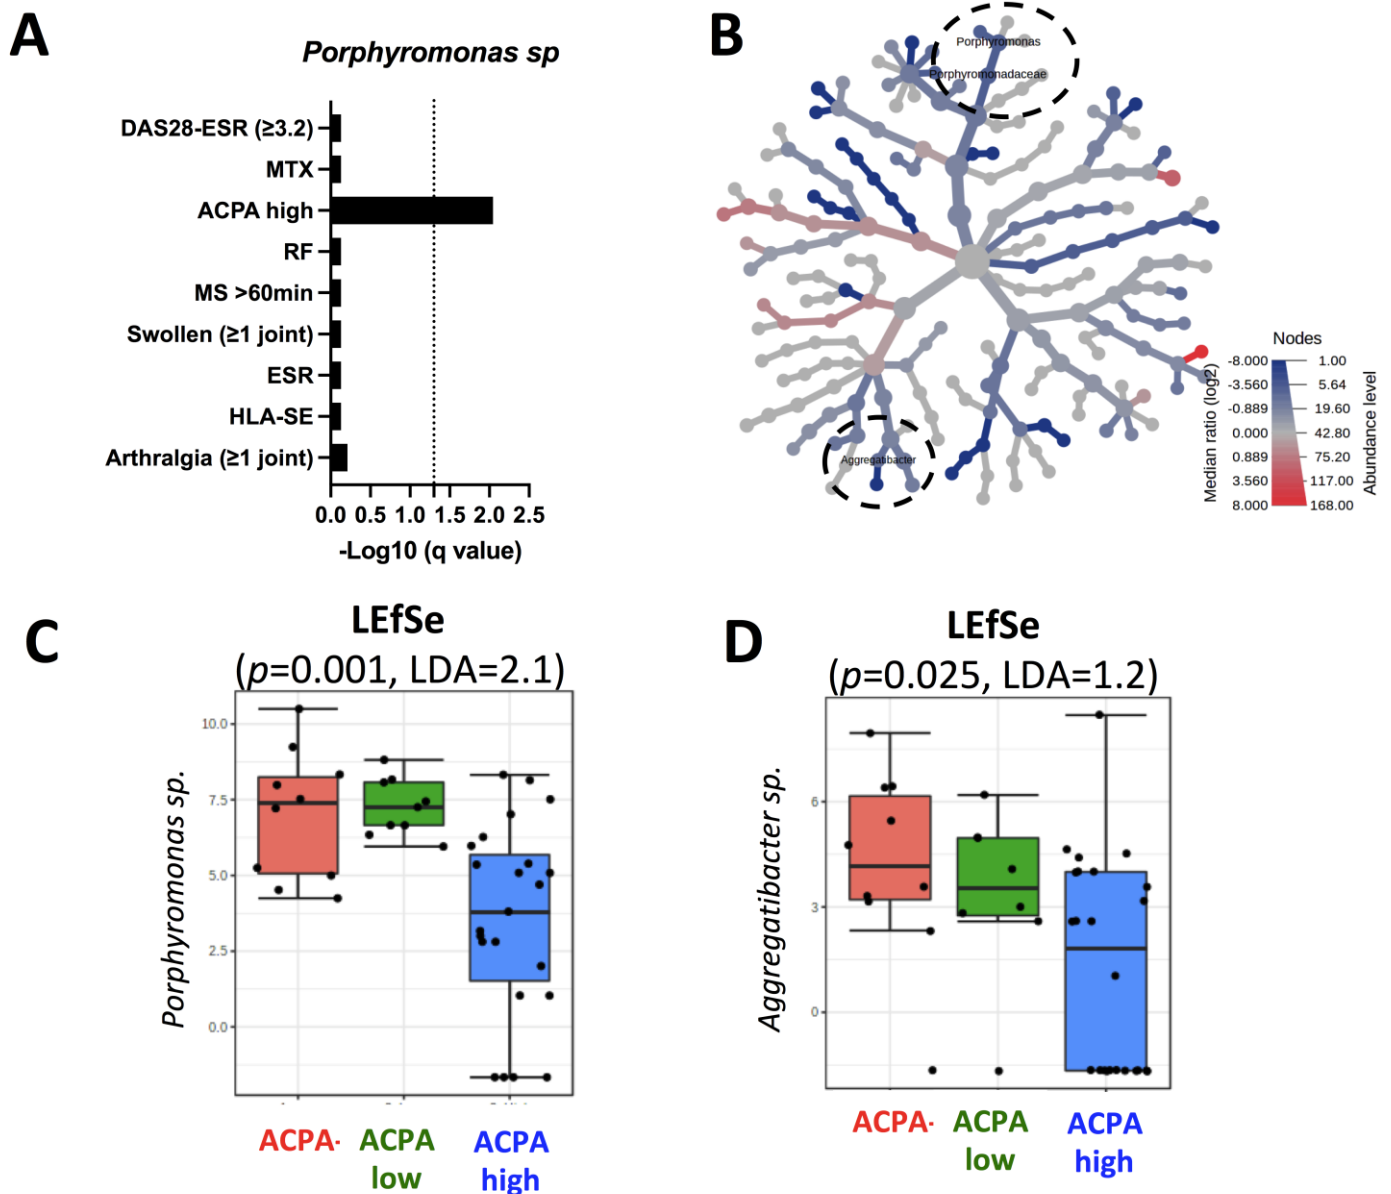 A
Porphyromonas sp
DAS28-ESR (≥3.2)
MTX
ACPA high
RF
MS >60min
Swollen (≥1 joint)
ESR
HLA-SE
Arthralgia (≥1 joint)
0.0 0.5 1.0 1.5 2.0 2.5
-Log10 (q value)
B
Porphyromonas
Porphyromonadaceae
Aggregatibacter
Nodes
Median ratio (log2)
-8.000 1.00
-3.560 5.64
-0.889 19.60
0.000 42.80
0.889 75.20
3.560 117.00
8.000 168.00
Abundance level
C
LEfSe
(p=0.001, LDA=2.1)
Porphyromonas sp.
10.0
7.5
5.0
2.5
0.0
ACPA-
ACPA
low
ACPA
high
D
LEfSe
(p=0.025, LDA=1.2)
Aggregatibacter sp.
6
3
0
ACPA-
ACPA
low
ACPA
high